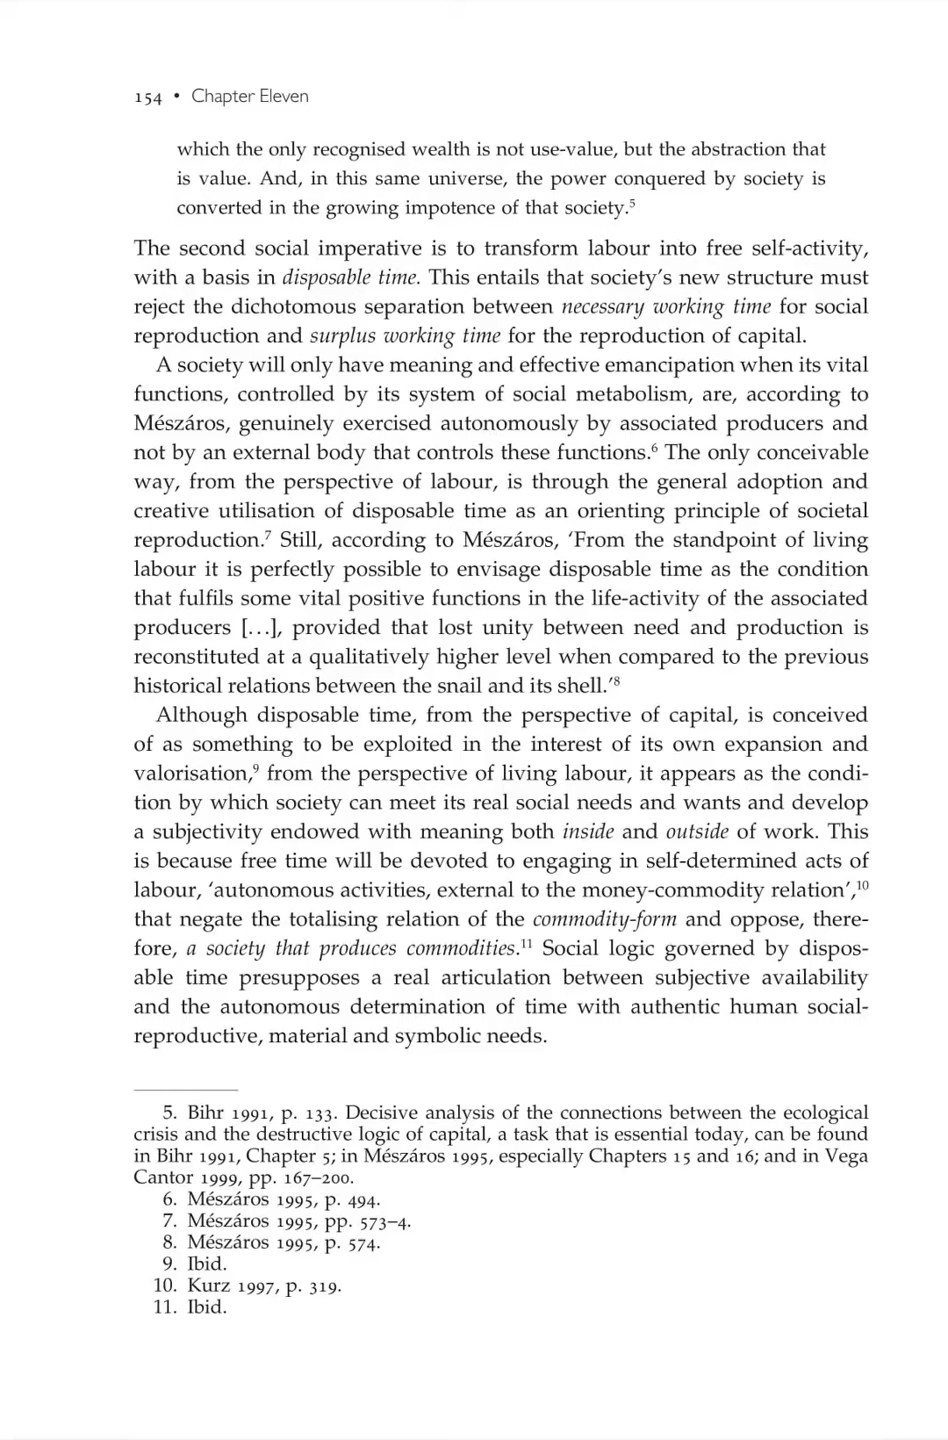 154 • Chapter Eleven
which the only recognised wealth is not use-value, but the abstraction that
is value. And, in this same universe, the power conquered by society is
converted in the growing impotence of that society.5
The second social imperative is to transform labour into free self-activity,
with a basis in disposable time. This entails that society’s new structure must
reject the dichotomous separation between necessary working time for social
reproduction and surplus working time for the reproduction of capital.
A society will only have meaning and effective emancipation when its vital
functions, controlled by its system of social metabolism, are, according to
Mészáros, genuinely exercised autonomously by associated producers and
not by an external body that controls these functions.6 The only conceivable
way, from the perspective of labour, is through the general adoption and
creative utilisation of disposable time as an orienting principle of societal
reproduction.7 Still, according to Mészáros, ‘From the standpoint of living
labour it is perfectly possible to envisage disposable time as the condition
that fulfils some vital positive functions in the life-activity of the associated
producers [...], provided that lost unity between need and production is
reconstituted at a qualitatively higher level when compared to the previous
historical relations between the snail and its shell.’8
Although disposable time, from the perspective of capital, is conceived
of as something to be exploited in the interest of its own expansion and
valorisation,9 from the perspective of living labour, it appears as the condi-
tion by which society can meet its real social needs and wants and develop
a subjectivity endowed with meaning both inside and outside of work. This
is because free time will be devoted to engaging in self-determined acts of
labour, ‘autonomous activities, external to the money-commodity relation’,10
that negate the totalising relation of the commodity-form and oppose, there-
fore, a society that produces commodities.11 Social logic governed by dispos-
able time presupposes a real articulation between subjective availability
and the autonomous determination of time with authentic human social-
reproductive, material and symbolic needs.
5. Bihr 1991, p. 133. Decisive analysis of the connections between the ecological
crisis and the destructive logic of capital, a task that is essential today, can be found
in Bihr 1991, Chapter 5; in Mészáros 1995, especially Chapters 15 and 16; and in Vega
Cantor 1999, pp. 167–200.
6. Mészáros 1995, p. 494.
7. Mészáros 1995, pp. 573–4.
8. Mészáros 1995, p. 574.
9. Ibid.
10. Kurz 1997, p. 319.
11. Ibid.